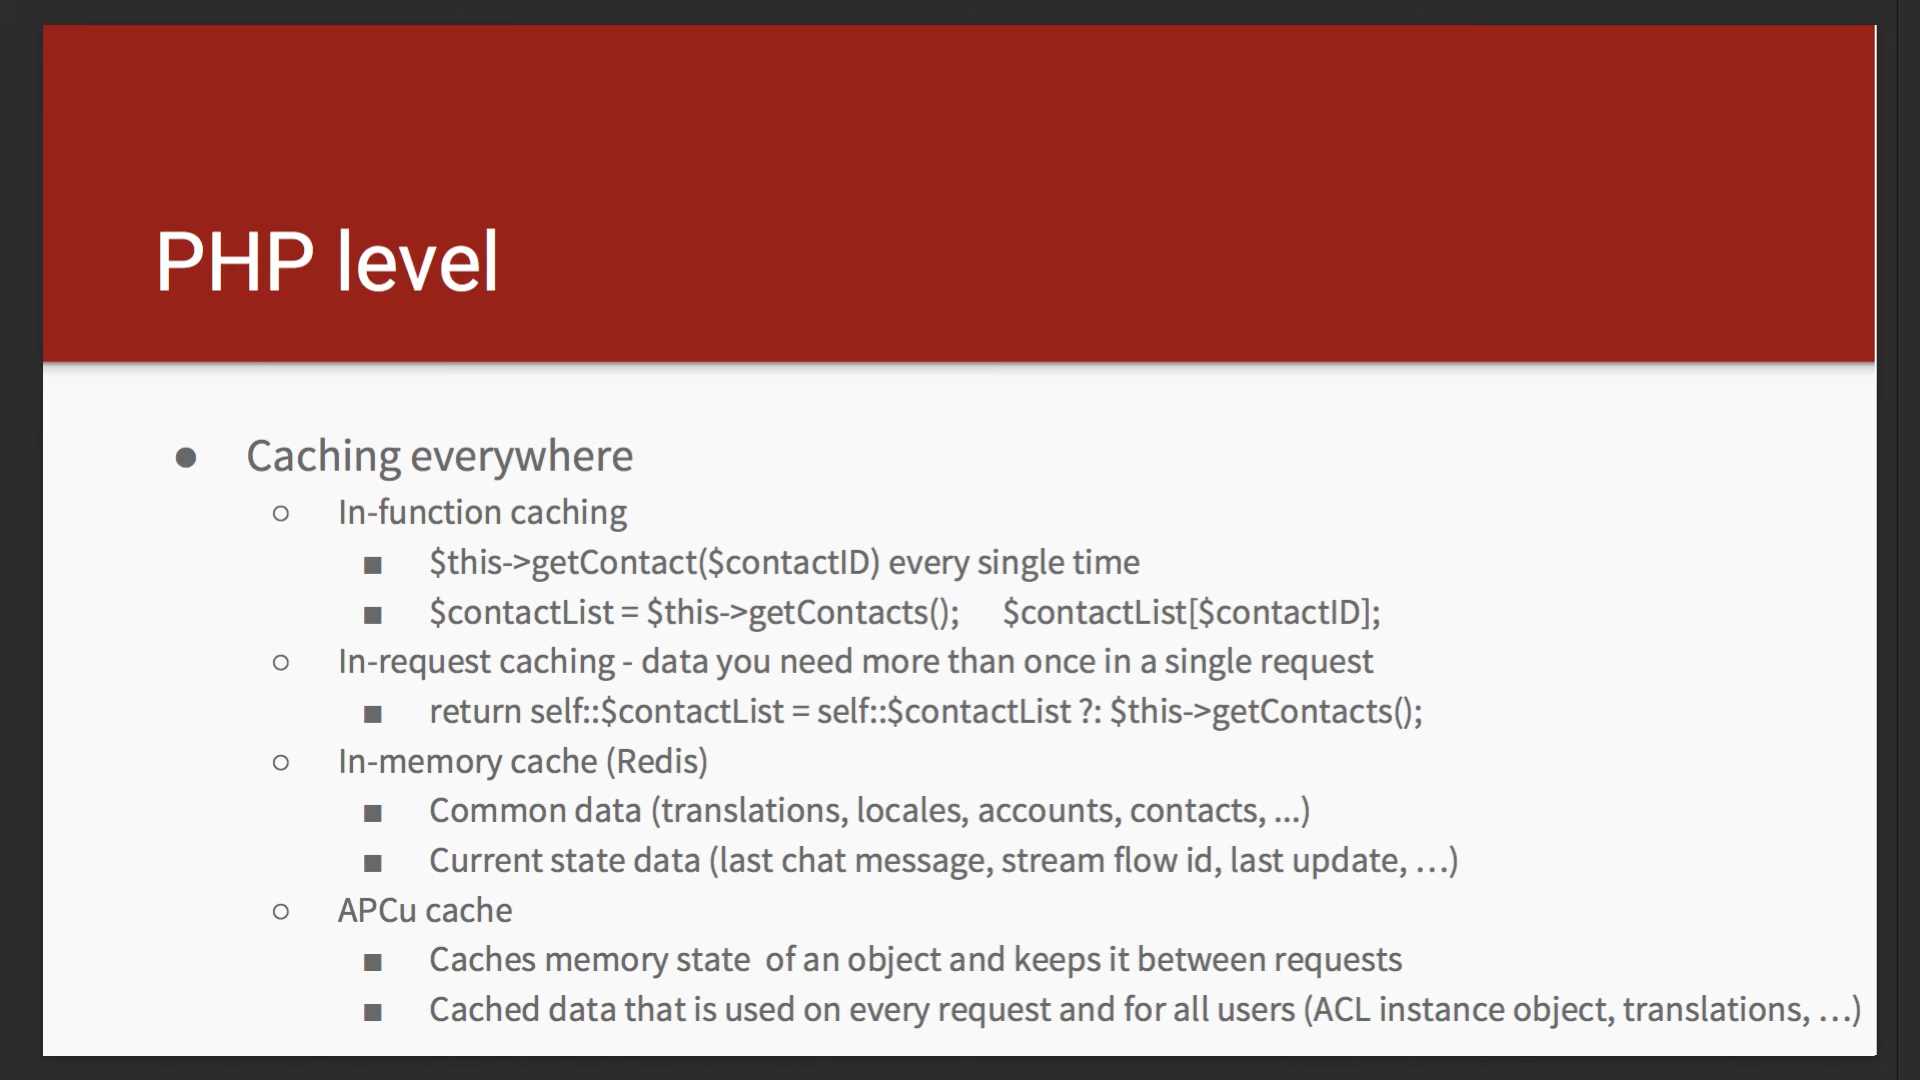 PHP level
● Caching everywhere
○ In-function caching
■ $this->getContact($contactID) every single time
■ $contactList = $this->getContacts(); $contactList[$contactID];
○ In-request caching - data you need more than once in a single request
■ return self::$contactList = self::$contactList ?: $this->getContacts();
○ In-memory cache (Redis)
■ Common data (translations, locales, accounts, contacts, ...)
■ Current state data (last chat message, stream flow id, last update, …)
○ APCu cache
■ Caches memory state  of an object and keeps it between requests
■ Cached data that is used on every request and for all users (ACL instance object, translations, …)